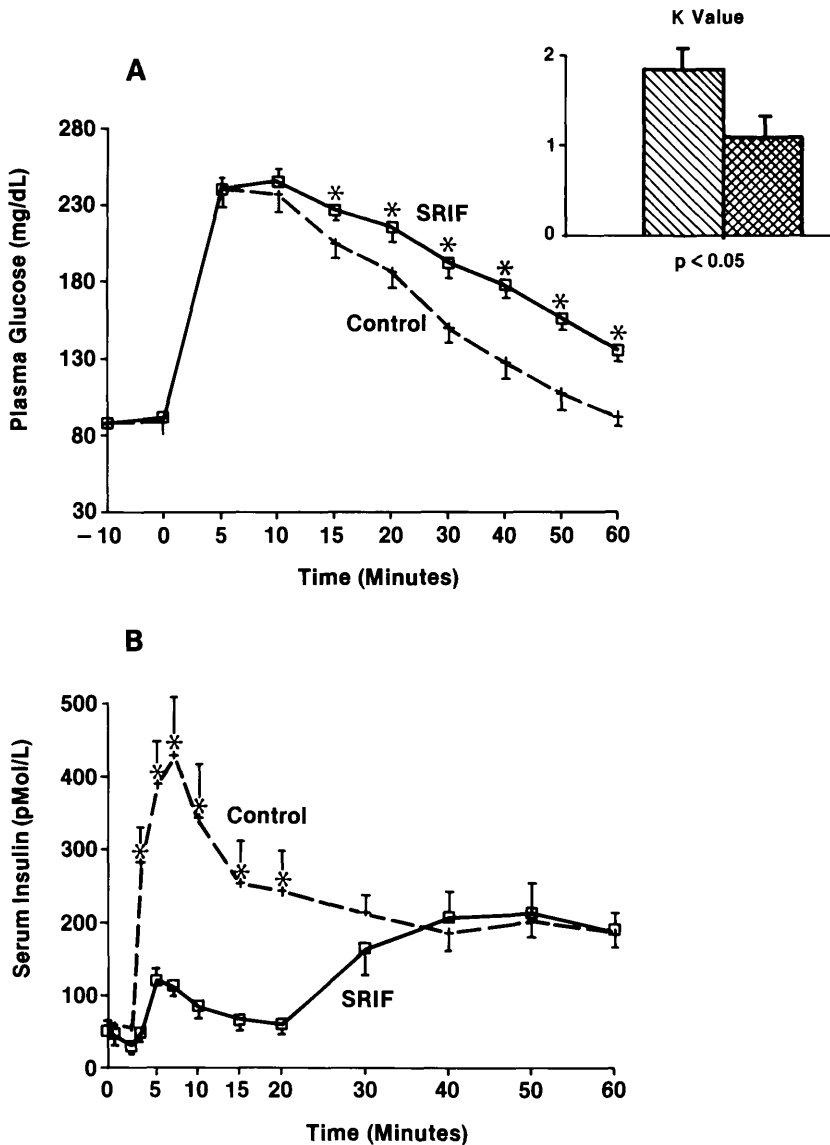 K Value
2
1
0
p < 0.05
A
Plasma Glucose (mg/dL)
280
230
180
130
80
30
* * * * * *
SRIF
Control
−10 0 5 10 15 20 30 40 50 60
Time (Minutes)
B
Serum Insulin (pMol/L)
500
400
300
200
100
0
* * * * * *
Control
SRIF
0 5 10 15 20 30 40 50 60
Time (Minutes)